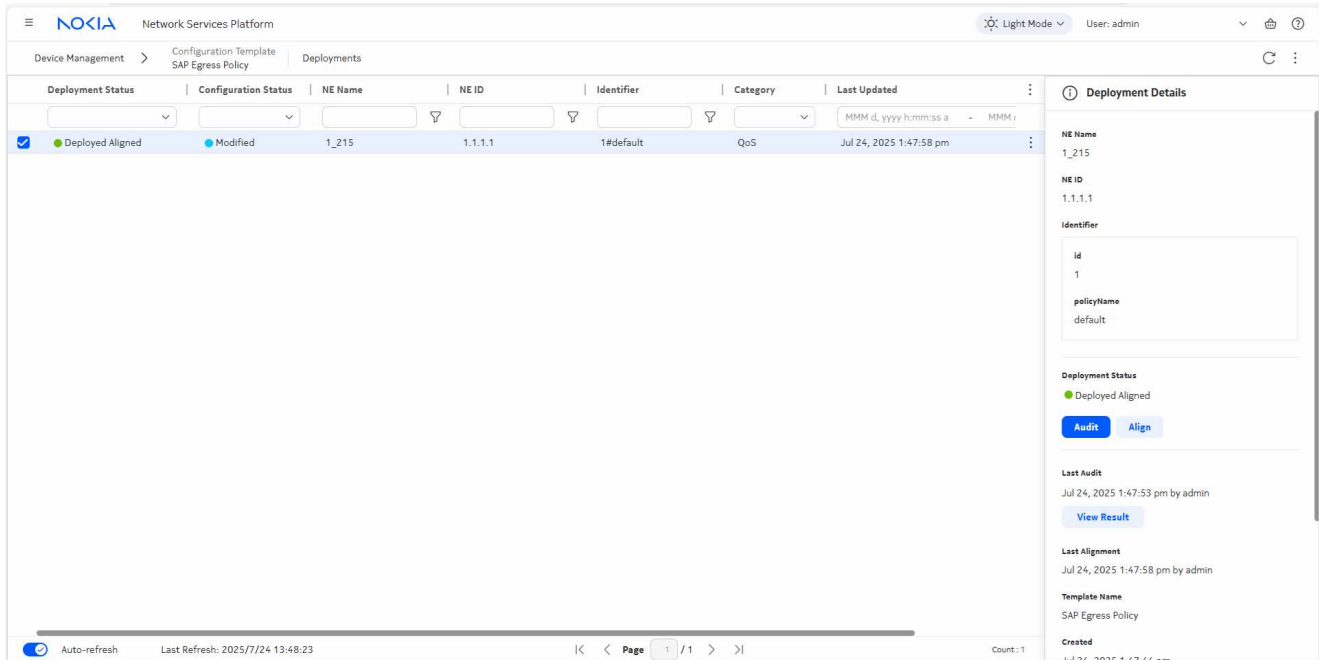 NOKIA Network Services Platform Light Mode User: admin
Device Management > Configuration Template Deployments
SAP Egress Policy
Deployment Status Configuration Status NE Name NE ID Identifier Category Last Updated
MMM d, yyyy h:mm:ss a - MMM
Deployed Aligned Modified 1_215 1.1.1.1 1#default QoS Jul 24, 2025 1:47:58 pm
Deployment Details
NE Name
1_215
NE ID
1.1.1.1
Identifier
id
1
policyName
default
Deployment Status
Deployed Aligned
Audit Align
Last Audit
Jul 24, 2025 1:47:53 pm by admin
View Result
Last Alignment
Jul 24, 2025 1:47:58 pm by admin
Template Name
SAP Egress Policy
Created
Auto-refresh Last Refresh: 2025/7/24 13:48:23 Page 1 / 1 Count : 1